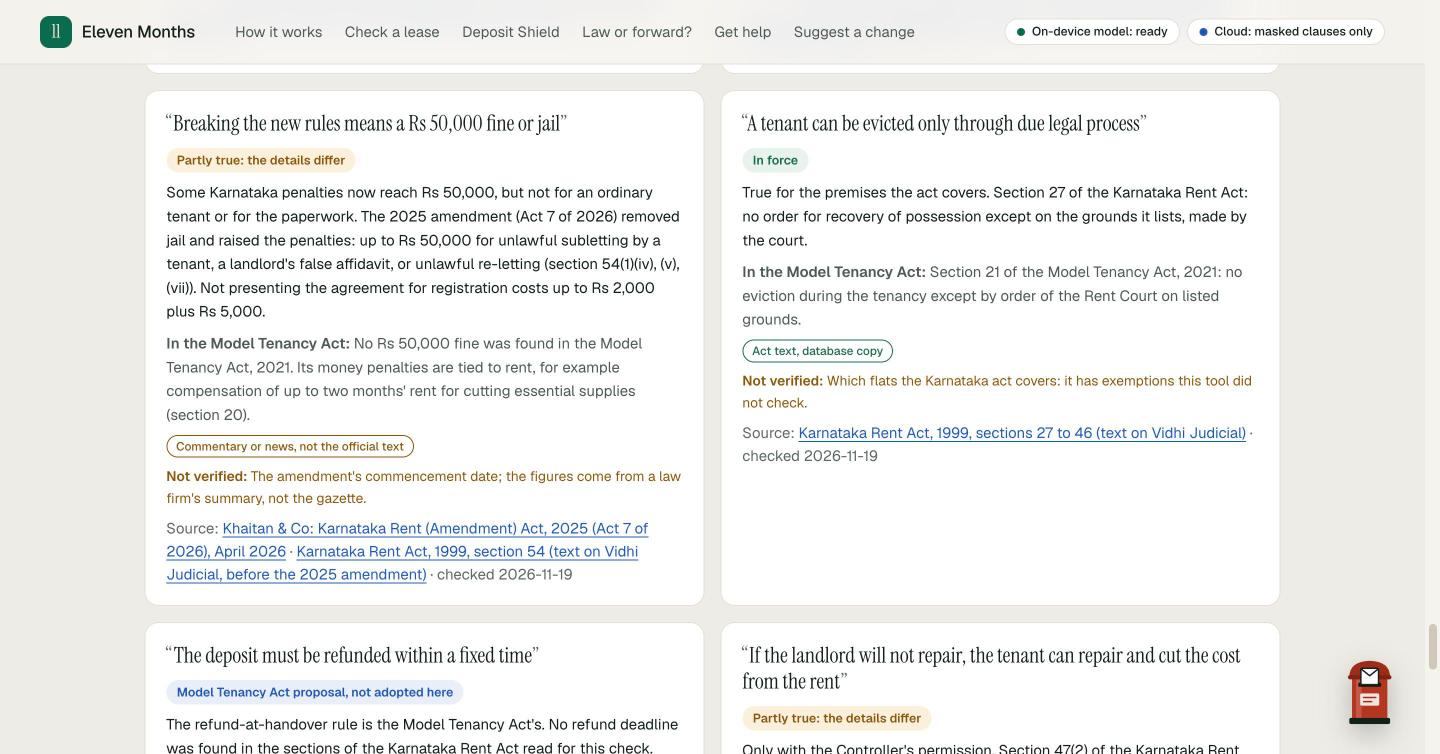 ll Eleven Months How it works Check a lease Deposit Shield Law or forward? Get help Suggest a change On-device model: ready Cloud: masked clauses only
“Breaking the new rules means a Rs 50,000 fine or jail”
Partly true: the details differ
Some Karnataka penalties now reach Rs 50,000, but not for an ordinary
tenant or for the paperwork. The 2025 amendment (Act 7 of 2026) removed
jail and raised the penalties: up to Rs 50,000 for unlawful subletting by a
tenant, a landlord's false affidavit, or unlawful re-letting (section 54(1)(iv), (v),
(vii)). Not presenting the agreement for registration costs up to Rs 2,000
plus Rs 5,000.
In the Model Tenancy Act: No Rs 50,000 fine was found in the Model
Tenancy Act, 2021. Its money penalties are tied to rent, for example
compensation of up to two months' rent for cutting essential supplies
(section 20).
Commentary or news, not the official text
Not verified: The amendment's commencement date; the figures come from a law
firm's summary, not the gazette.
Source: Khaitan & Co: Karnataka Rent (Amendment) Act, 2025 (Act 7 of
2026), April 2026 · Karnataka Rent Act, 1999, section 54 (text on Vidhi
Judicial, before the 2025 amendment) · checked 2026-11-19
“A tenant can be evicted only through due legal process”
In force
True for the premises the act covers. Section 27 of the Karnataka Rent Act:
no order for recovery of possession except on the grounds it lists, made by
the court.
In the Model Tenancy Act: Section 21 of the Model Tenancy Act, 2021: no
eviction during the tenancy except by order of the Rent Court on listed
grounds.
Act text, database copy
Not verified: Which flats the Karnataka act covers: it has exemptions this tool did
not check.
Source: Karnataka Rent Act, 1999, sections 27 to 46 (text on Vidhi Judicial) ·
checked 2026-11-19
“The deposit must be refunded within a fixed time”
Model Tenancy Act proposal, not adopted here
The refund-at-handover rule is the Model Tenancy Act's. No refund deadline
was found in the sections of the Karnataka Rent Act read for this check.
“If the landlord will not repair, the tenant can repair and cut the cost
from the rent”
Partly true: the details differ
Only with the Controller's permission. Section 47(2) of the Karnataka Rent